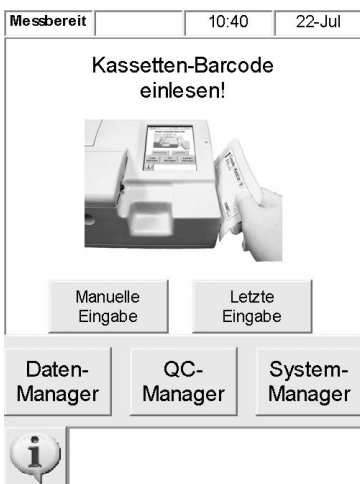 Messbereit 10:40 22-Jul
Kassetten-Barcode
einlesen!
Manuelle
Eingabe
Letzte
Eingabe
Daten-
Manager
QC-
Manager
System-
Manager
i